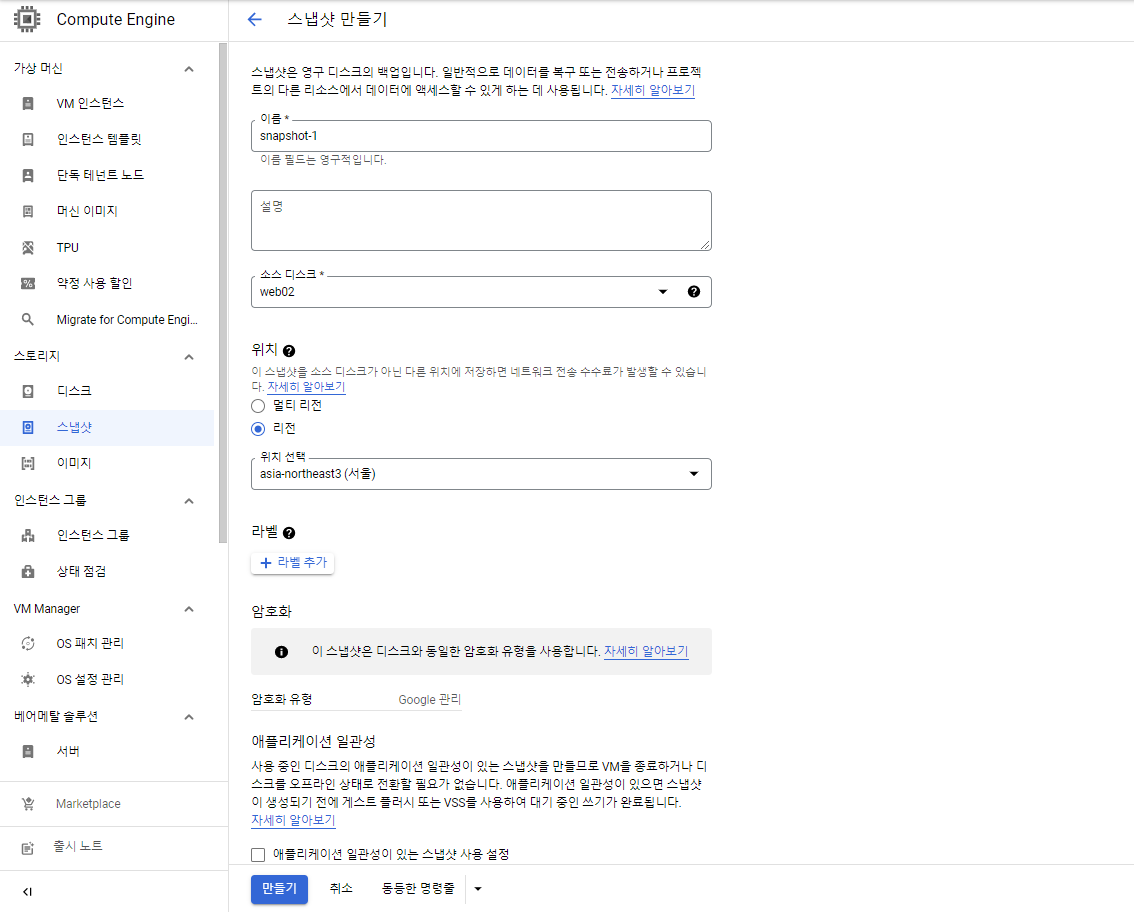 Compute Engine
스냅샷 만들기
가상 머신
VM 인스턴스
인스턴스 템플릿
단독 테넌트 노드
머신 이미지
TPU
약정 사용 할인
Migrate for Compute Engi...
스토리지
디스크
스냅샷
이미지
인스턴스 그룹
인스턴스 그룹
상태 점검
VM Manager
OS 패치 관리
OS 설정 관리
베어메탈 솔루션
서버
Marketplace
출시 노트
스냅샷은 영구 디스크의 백업입니다. 일반적으로 데이터를 복구 또는 전송하거나 프로젝
트의 다른 리소스에서 데이터에 액세스할 수 있게 하는 데 사용됩니다. 자세히 알아보기
이름 *
snapshot-1
이름 필드는 영구적입니다.
설명
소스 디스크 *
web02
위치
이 스냅샷을 소스 디스크가 아닌 다른 위치에 저장하면 네트워크 전송 수수료가 발생할 수 있습니
다. 자세히 알아보기
멀티 리전
리전
위치 선택
asia-northeast3 (서울)
라벨
+ 라벨 추가
암호화
이 스냅샷은 디스크와 동일한 암호화 유형을 사용합니다. 자세히 알아보기
암호화 유형 Google 관리
애플리케이션 일관성
사용 중인 디스크의 애플리케이션 일관성이 있는 스냅샷을 만들므로 VM을 종료하거나 디
스크를 오프라인 상태로 전환할 필요가 없습니다. 애플리케이션 일관성이 있으면 스냅샷
이 생성되기 전에 게스트 플러시 또는 VSS를 사용하여 대기 중인 쓰기가 완료됩니다.
자세히 알아보기
애플리케이션 일관성이 있는 스냅샷 사용 설정
만들기 취소 동등한 명령줄